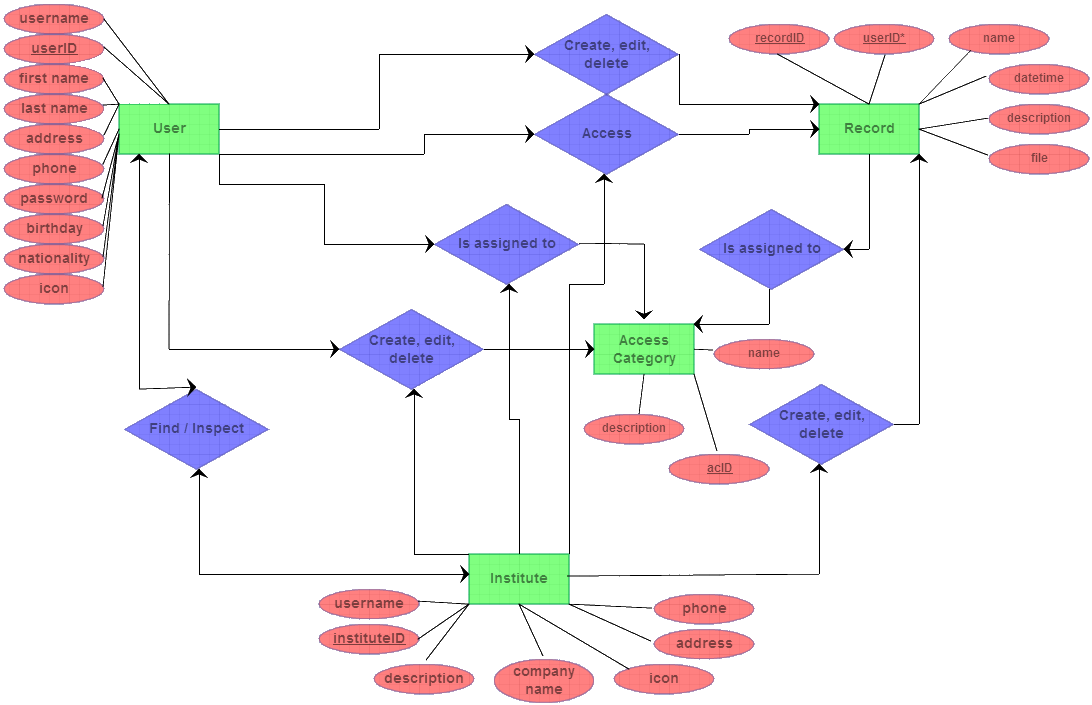 username
userID
first name
last name
address
phone
password
birthday
nationality
icon
User
Create, edit,
delete
Access
recordID
userID*
name
datetime
description
file
Record
Is assigned to
Is assigned to
Create, edit,
delete
Access
Category
name
description
acID
Find / Inspect
Create, edit,
delete
Institute
username
instituteID
description
company
name
icon
address
phone